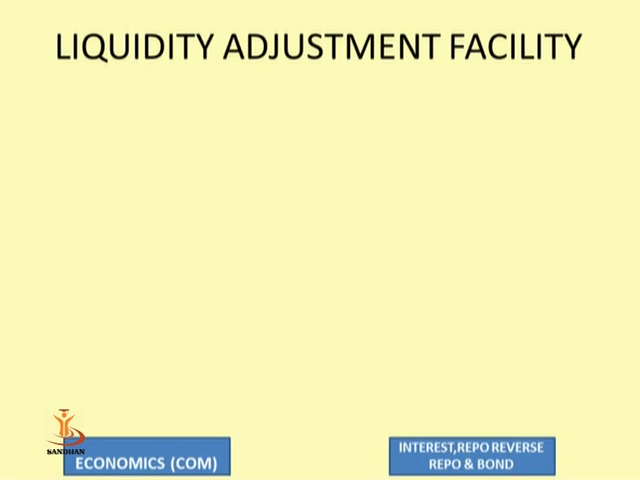 LIQUIDITY ADJUSTMENT FACILITY
SANDHAN
ECONOMICS (COM)
INTEREST,REPO REVERSE
REPO & BOND